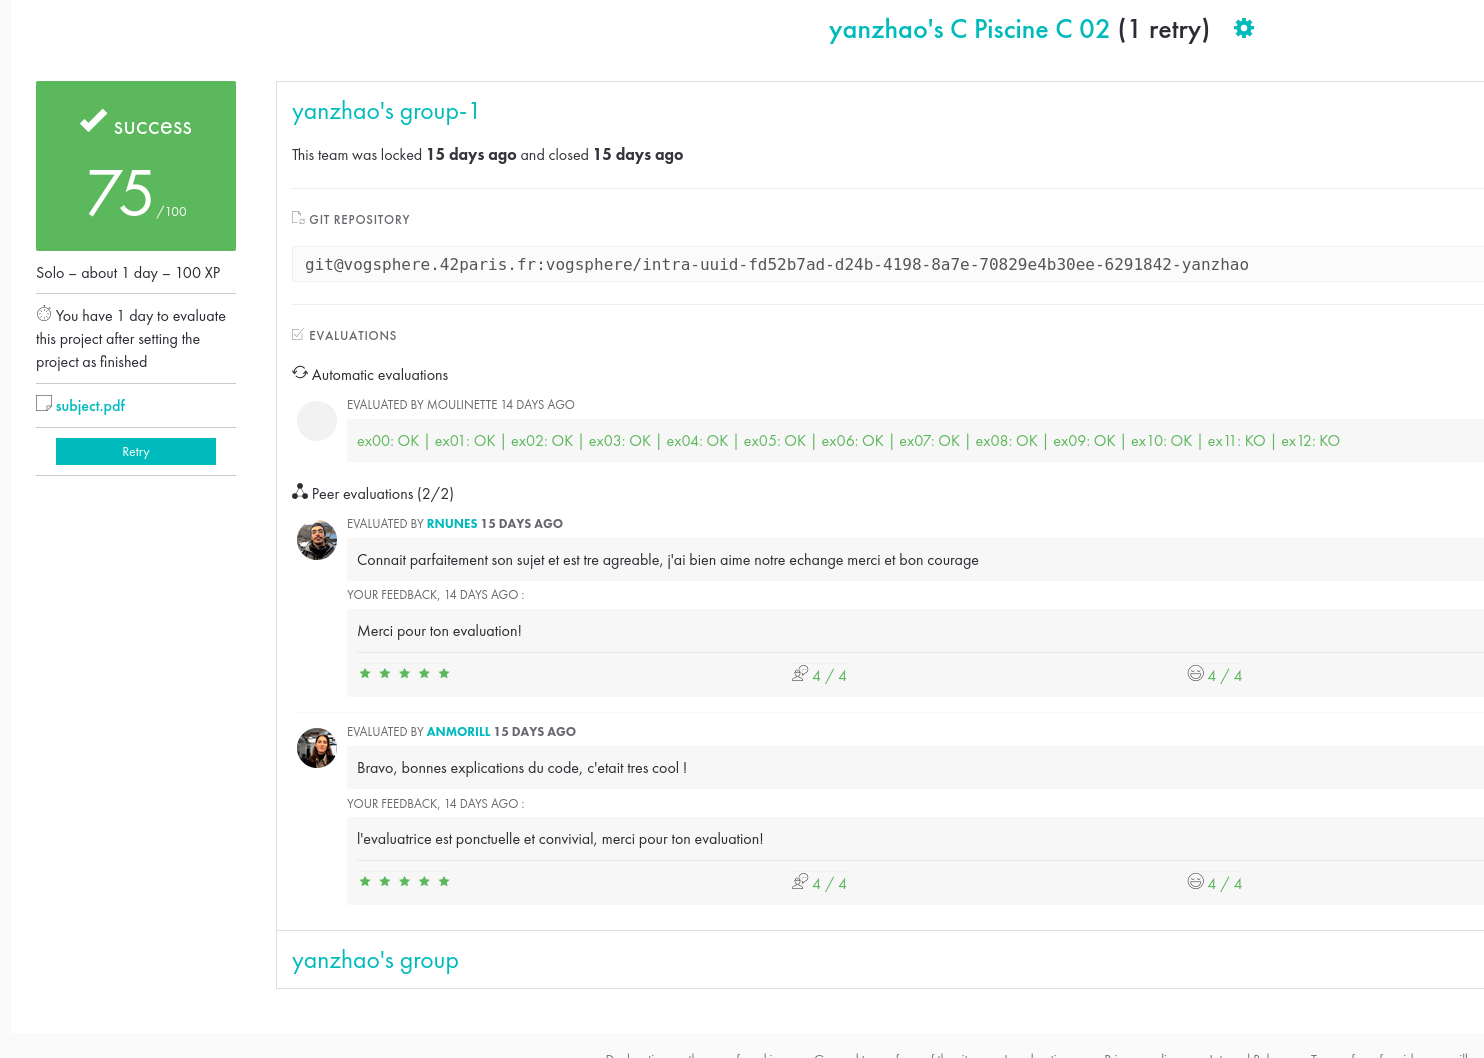 yanzhao's C Piscine C 02 (1 retry)
success
75 /100
Solo – about 1 day – 100 XP
You have 1 day to evaluate
this project after setting the
project as finished
subject.pdf
Retry
yanzhao's group-1
This team was locked 15 days ago and closed 15 days ago
GIT REPOSITORY
git@vogsphere.42paris.fr:vogsphere/intra-uuid-fd52b7ad-d24b-4198-8a7e-70829e4b30ee-6291842-yanzhao
EVALUATIONS
Automatic evaluations
EVALUATED BY MOULINETTE 14 DAYS AGO
ex00: OK | ex01: OK | ex02: OK | ex03: OK | ex04: OK | ex05: OK | ex06: OK | ex07: OK | ex08: OK | ex09: OK | ex10: OK | ex11: KO | ex12: KO
Peer evaluations (2/2)
EVALUATED BY RNUNES 15 DAYS AGO
Connait parfaitement son sujet et est tre agreable, j'ai bien aime notre echange merci et bon courage
YOUR FEEDBACK, 14 DAYS AGO :
Merci pour ton evaluation!
4 / 4 4 / 4
EVALUATED BY ANMORILL 15 DAYS AGO
Bravo, bonnes explications du code, c'etait tres cool !
YOUR FEEDBACK, 14 DAYS AGO :
l'evaluatrice est ponctuelle et convivial, merci pour ton evaluation!
4 / 4 4 / 4
yanzhao's group